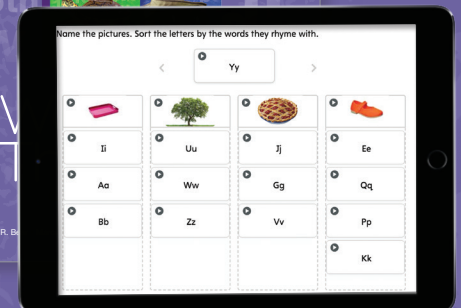 Name the pictures. Sort the letters by the words they rhyme with.
Yy
Ii Uu Jj Ee
Aa Ww Gg Qq
Bb Zz Vv Pp
Kk
R. Be